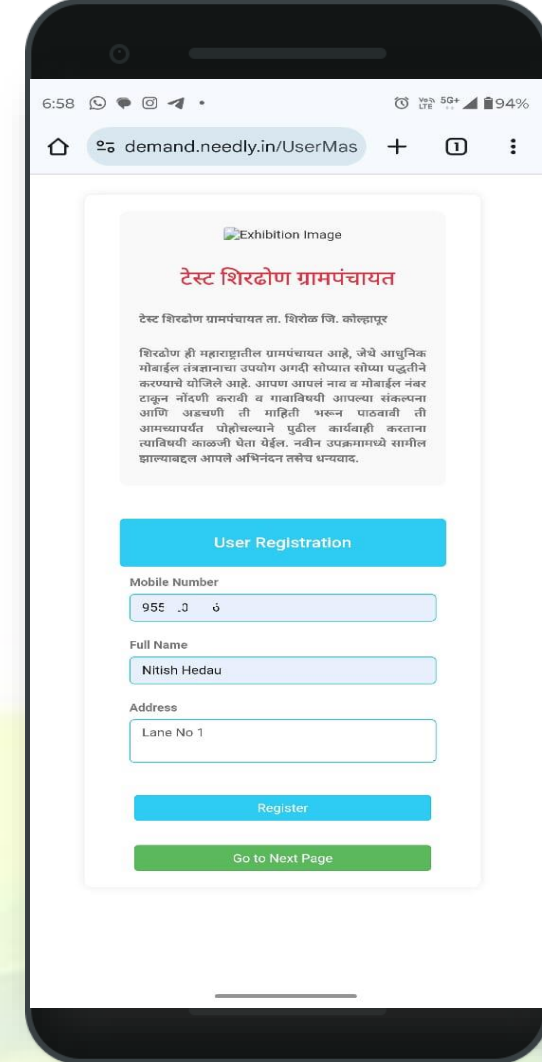 6:58
Vo)) LTE 5G+ 94%
demand.needly.in/UserMas
1
Exhibition Image
टेस्ट शिरढोण ग्रामपंचायत
टेस्ट शिरढोण ग्रामपंचायत ता. शिरोळ जि. कोल्हापूर
शिरढोण ही महाराष्ट्रातील ग्रामपंचायत आहे, जेथे आधुनिक
मोबाईल तंत्रज्ञानाचा उपयोग अगदी सोप्यात सोप्या पद्धतीने
करण्याचे योजिले आहे. आपण आपलं नाव व मोबाईल नंबर
टाकून नोंदणी करावी व गावाविषयी आपल्या संकल्पना
आणि अडचणी ती माहिती भरून पाठवावी ती
आमच्यापर्यंत पोहोचल्याने पुढील कार्यवाही करताना
त्याविषयी काळजी घेता येईल. नवीन उपक्रमामध्ये सामील
झाल्याबद्दल आपले अभिनंदन तसेच धन्यवाद.
User Registration
Mobile Number
Full Name
Nitish Hedau
Address
Lane No 1
Register
Go to Next Page